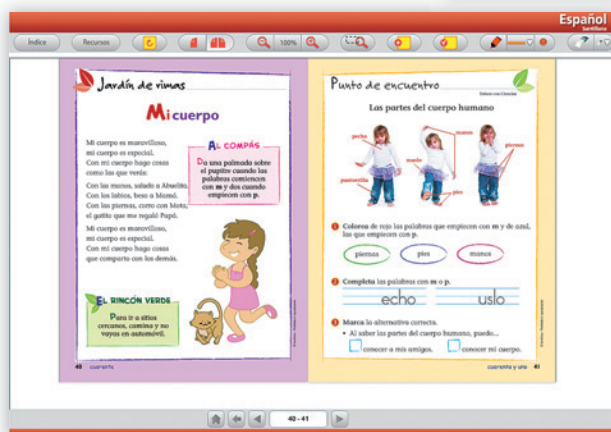 Español
Santillana
Índice
Recursos
100%
Jardín de rimas
Mi cuerpo
Mi cuerpo es maravilloso,
mi cuerpo es especial.
Con mi cuerpo hago cosas
como las que verás:
Con las manos, saludo a Abuelita.
Con los labios, beso a Mamá.
Con las piernas, corro con Mota,
el gatito que me regaló Papá.
Mi cuerpo es maravilloso,
mi cuerpo es especial.
Con mi cuerpo hago cosas
que comparto con los demás.
AL COMPÁS
Da una palmada sobre
el pupitre cuando las
palabras comiencen
con m y dos cuando
empiecen con p.
EL RINCÓN VERDE
Para ir a sitios
cercanos, camina y no
vayas en automóvil.
40 cuarenta
Punto de encuentro
Enlace con Ciencias
Las partes del cuerpo humano
pecho
manos
piernas
muslo
pantorrilla
pies
1 Colorea de rojo las palabras que empiecen con m y de azul,
las que empiecen con p.
piernas
pies
manos
2 Completa las palabras con m o p.
echo
uslo
3 Marca la alternativa correcta.
• Al saber las partes del cuerpo humano, puedo...
conocer a mis amigos.
conocer mi cuerpo.
cuarenta y uno 41
40 - 41